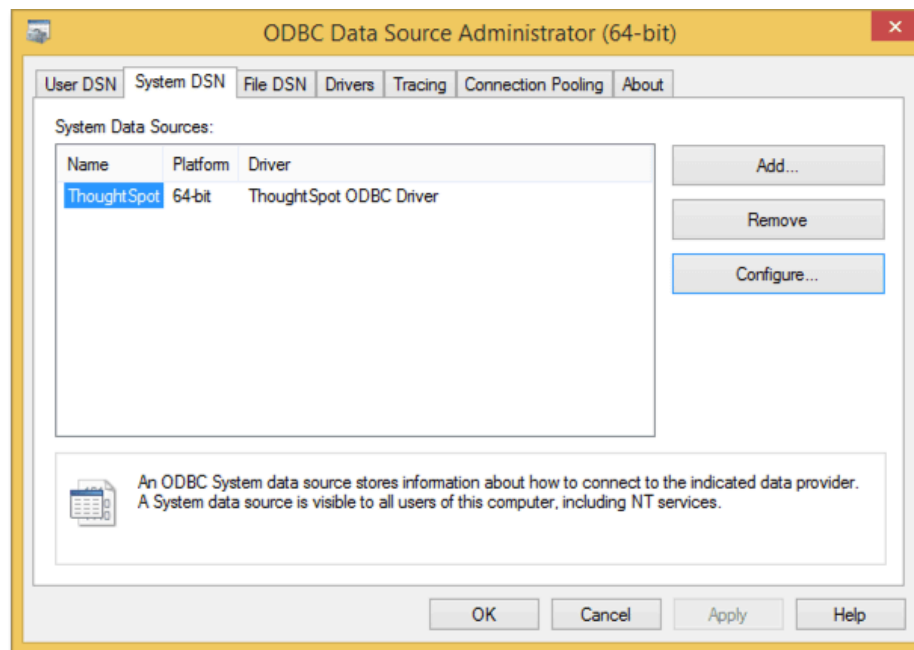 ODBC Data Source Administrator (64-bit)
User DSN System DSN File DSN Drivers Tracing Connection Pooling About
System Data Sources:
Name Platform Driver
ThoughtSpot 64-bit ThoughtSpot ODBC Driver
Add...
Remove
Configure...
An ODBC System data source stores information about how to connect to the indicated data provider.
A System data source is visible to all users of this computer, including NT services.
OK Cancel Apply Help